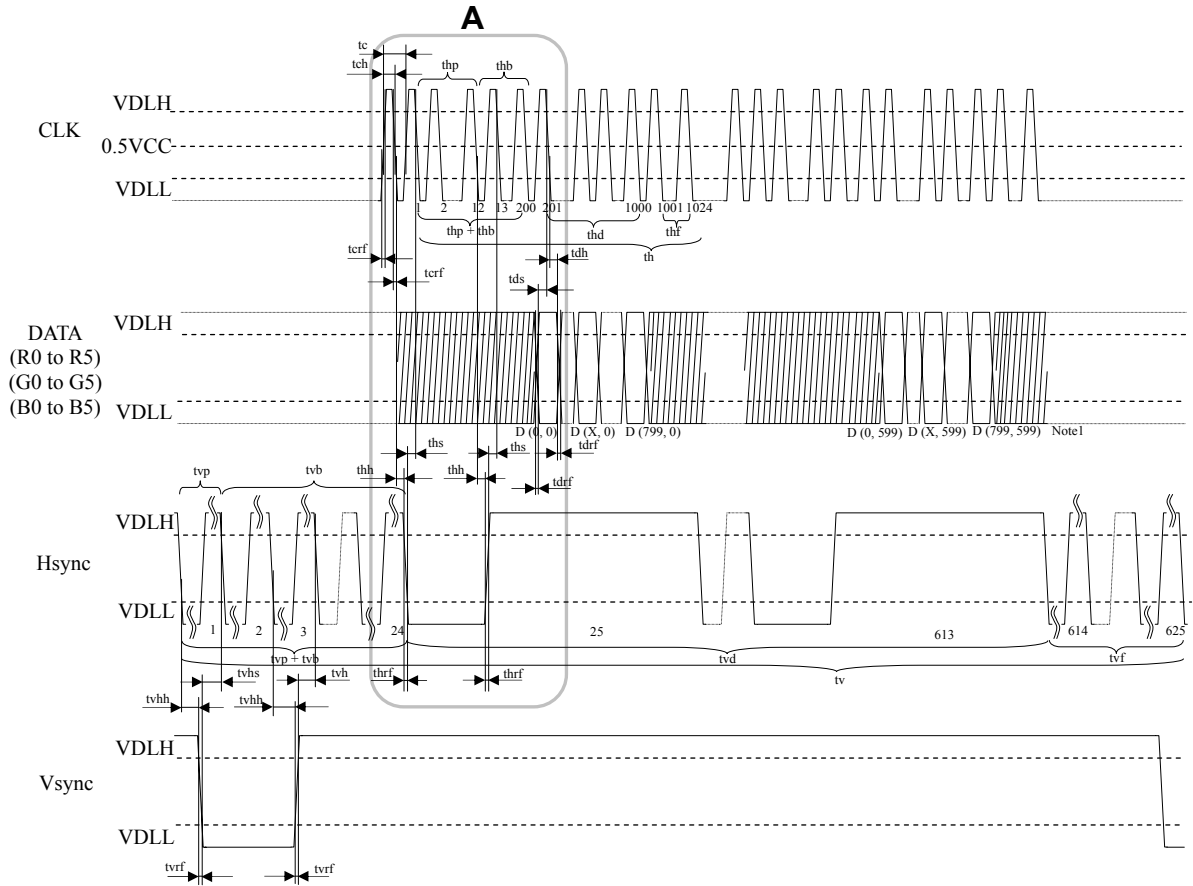 A
tc
tch
thp
thb
VDLH
CLK
0.5VCC
VDLL
1 2 12 13 200 201 1000 1001 1024
thp + thb
thd
thf
th
tcrf
tcrf
tdh
tds
VDLH
DATA
(R0 to R5)
(G0 to G5)
(B0 to B5)
VDLL
D (0, 0) D (X, 0) D (799, 0) D (0, 599) D (X, 599) D (799, 599) Note1
ths
ths
tdrf
thh
thh
tdrf
tvp
tvb
VDLH
Hsync
VDLL
1 2 3 24 25 613 614 625
tvp + tvb
tvd
tvf
tv
tvhs
tvh
thrf
thrf
tvhh
tvhh
VDLH
Vsync
VDLL
tvrf
tvrf